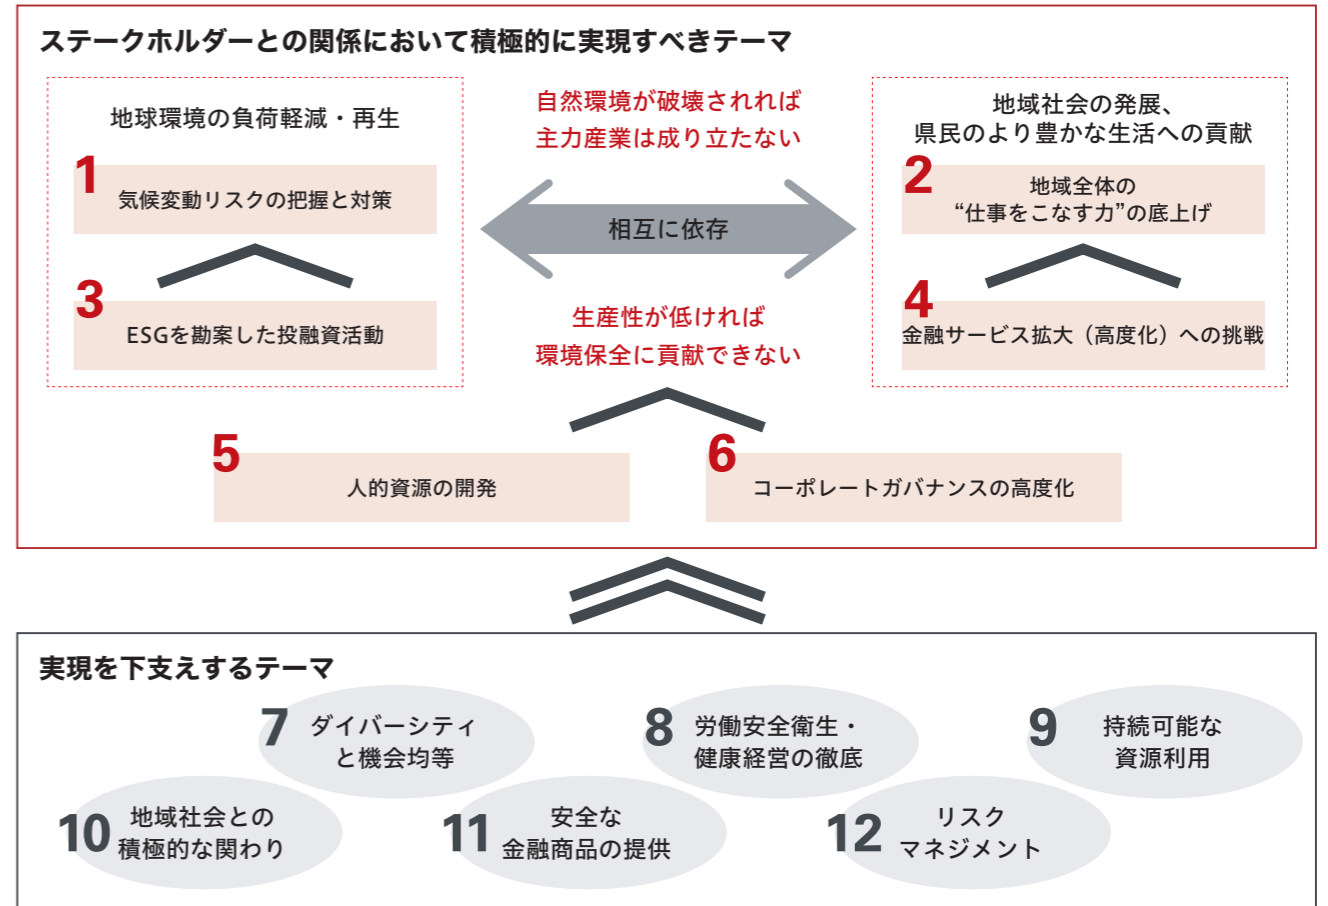 ステークホルダーとの関係において積極的に実現すべきテーマ
地球環境の負荷軽減・再生
1
気候変動リスクの把握と対策
3
ESGを勘案した投融資活動
自然環境が破壊されれば
主力産業は成り立たない
相互に依存
生産性が低ければ
環境保全に貢献できない
地域社会の発展、
県民のより豊かな生活への貢献
2
地域全体の
“仕事をこなす力”の底上げ
4
金融サービス拡大（高度化）への挑戦
5
人的資源の開発
6
コーポレートガバナンスの高度化
実現を下支えするテーマ
7
ダイバーシティ
と機会均等
8
労働安全衛生・
健康経営の徹底
9
持続可能な
資源利用
10
地域社会との
積極的な関わり
11
安全な
金融商品の提供
12
リスク
マネジメント